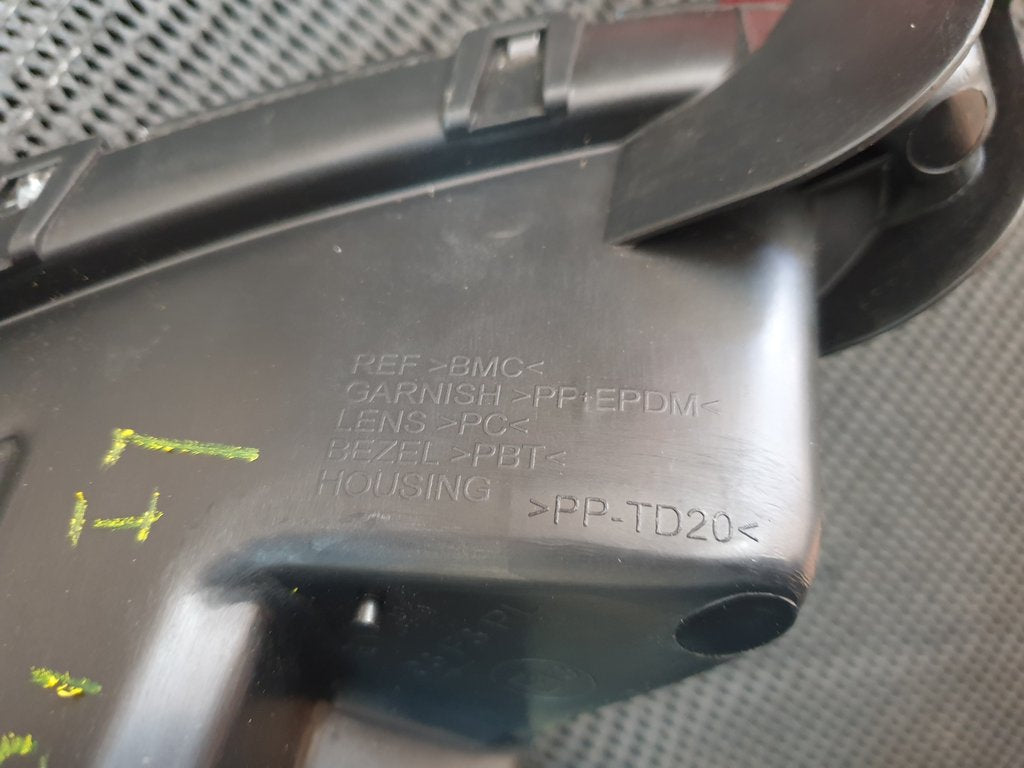 REF >BMC<
GARNISH >PP+EPDM<
LENS >PC<
BEZEL >PBT<
HOUSING >PP-TD20<